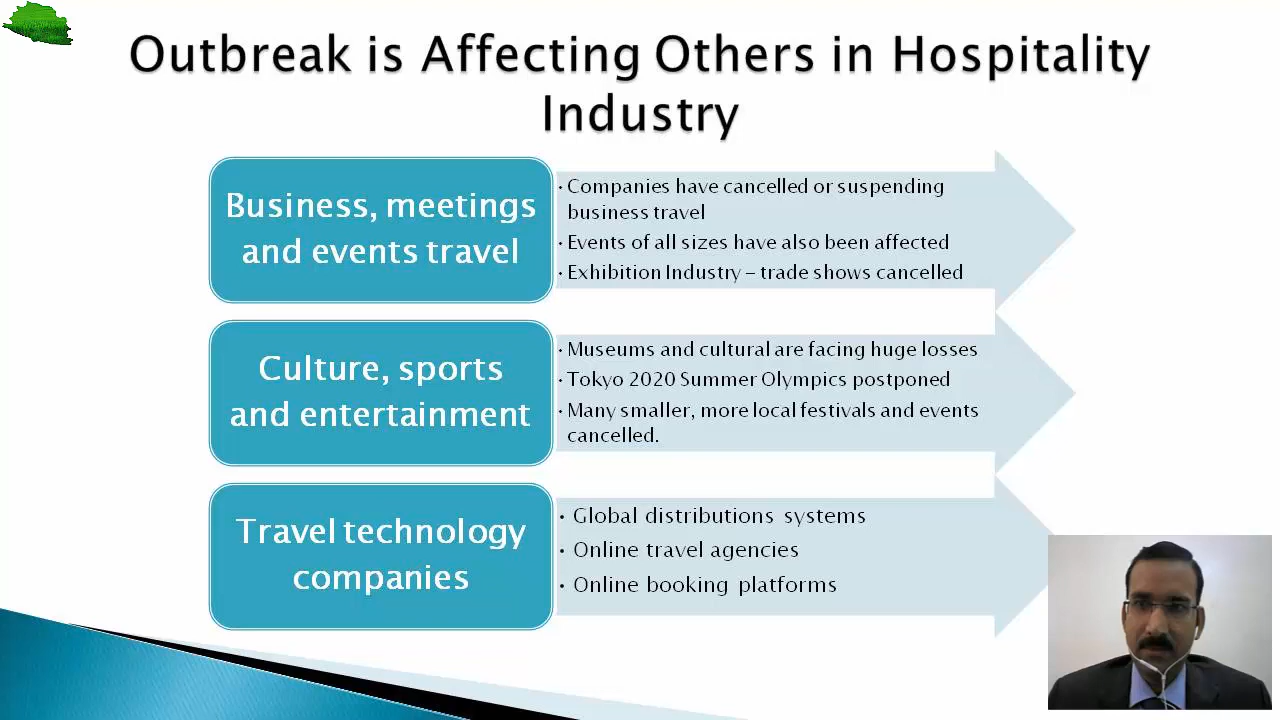 Outbreak is Affecting Others in Hospitality
Industry
Business, meetings
and events travel
• Companies have cancelled or suspending
business travel
• Events of all sizes have also been affected
• Exhibition Industry – trade shows cancelled
Culture, sports
and entertainment
• Museums and cultural are facing huge losses
• Tokyo 2020 Summer Olympics postponed
• Many smaller, more local festivals and events
cancelled.
Travel technology
companies
• Global distributions systems
• Online travel agencies
• Online booking platforms